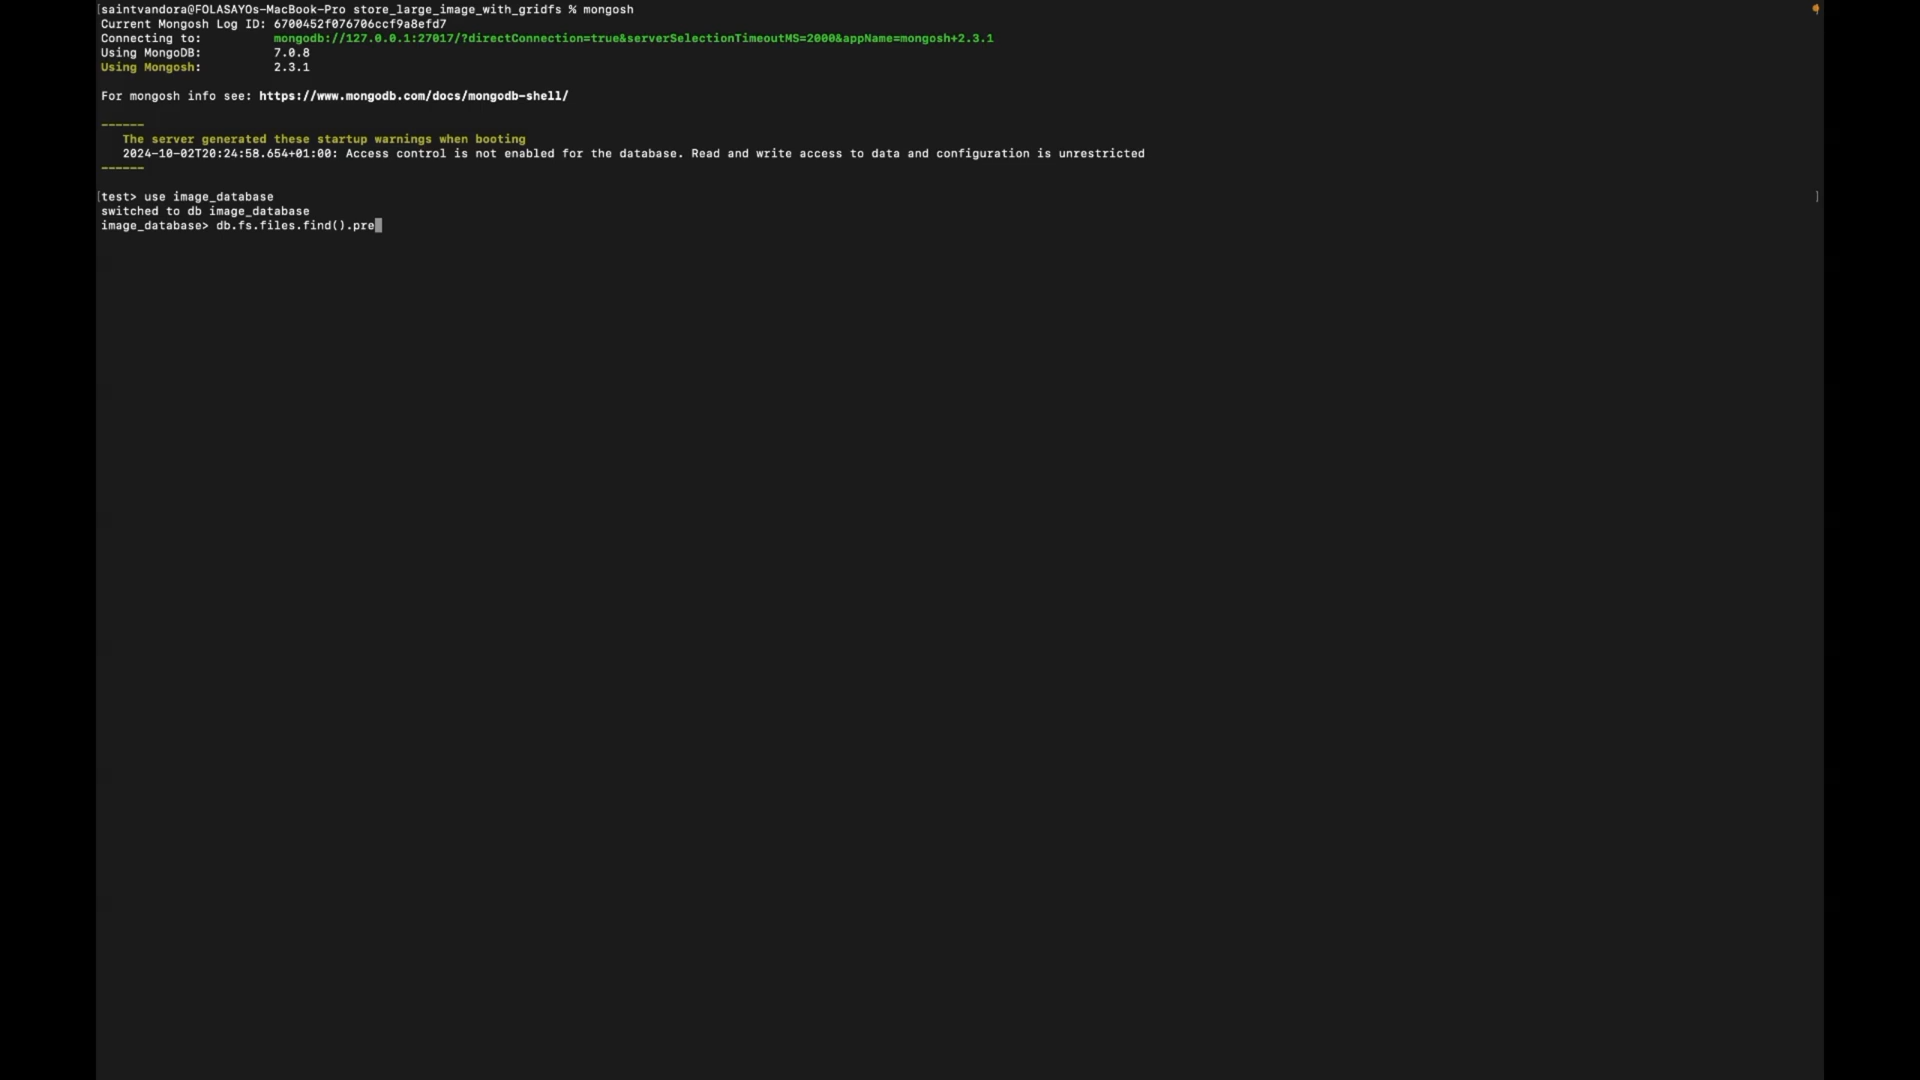 [saintvandora@FOLASAYOs-MacBook-Pro store_large_image_with_gridfs % mongosh
Current Mongosh Log ID: 6700452f076706ccf9a8efd7
Connecting to: mongodb://127.0.0.1:27017/?directConnection=true&serverSelectionTimeoutMS=2000&appName=mongosh+2.3.1
Using MongoDB: 7.0.8
Using Mongosh: 2.3.1
For mongosh info see: https://www.mongodb.com/docs/mongodb-shell/
------
The server generated these startup warnings when booting
2024-10-02T20:24:58.654+01:00: Access control is not enabled for the database. Read and write access to data and configuration is unrestricted
------
[test> use image_database ]
switched to db image_database
image_database> db.fs.files.find().pre